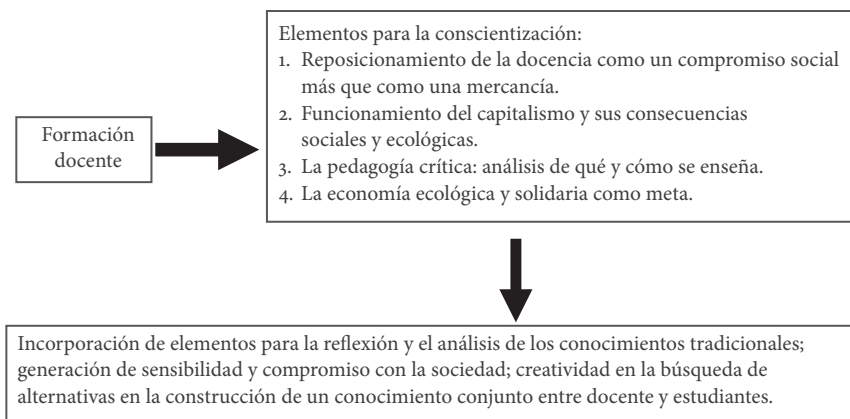 Formación
docente
Elementos para la conscientización:
1. Reposicionamiento de la docencia como un compromiso social
más que como una mercancía.
2. Funcionamiento del capitalismo y sus consecuencias
sociales y ecológicas.
3. La pedagogía crítica: análisis de qué y cómo se enseña.
4. La economía ecológica y solidaria como meta.
Incorporación de elementos para la reflexión y el análisis de los conocimientos tradicionales;
generación de sensibilidad y compromiso con la sociedad; creatividad en la búsqueda de
alternativas en la construcción de un conocimiento conjunto entre docente y estudiantes.